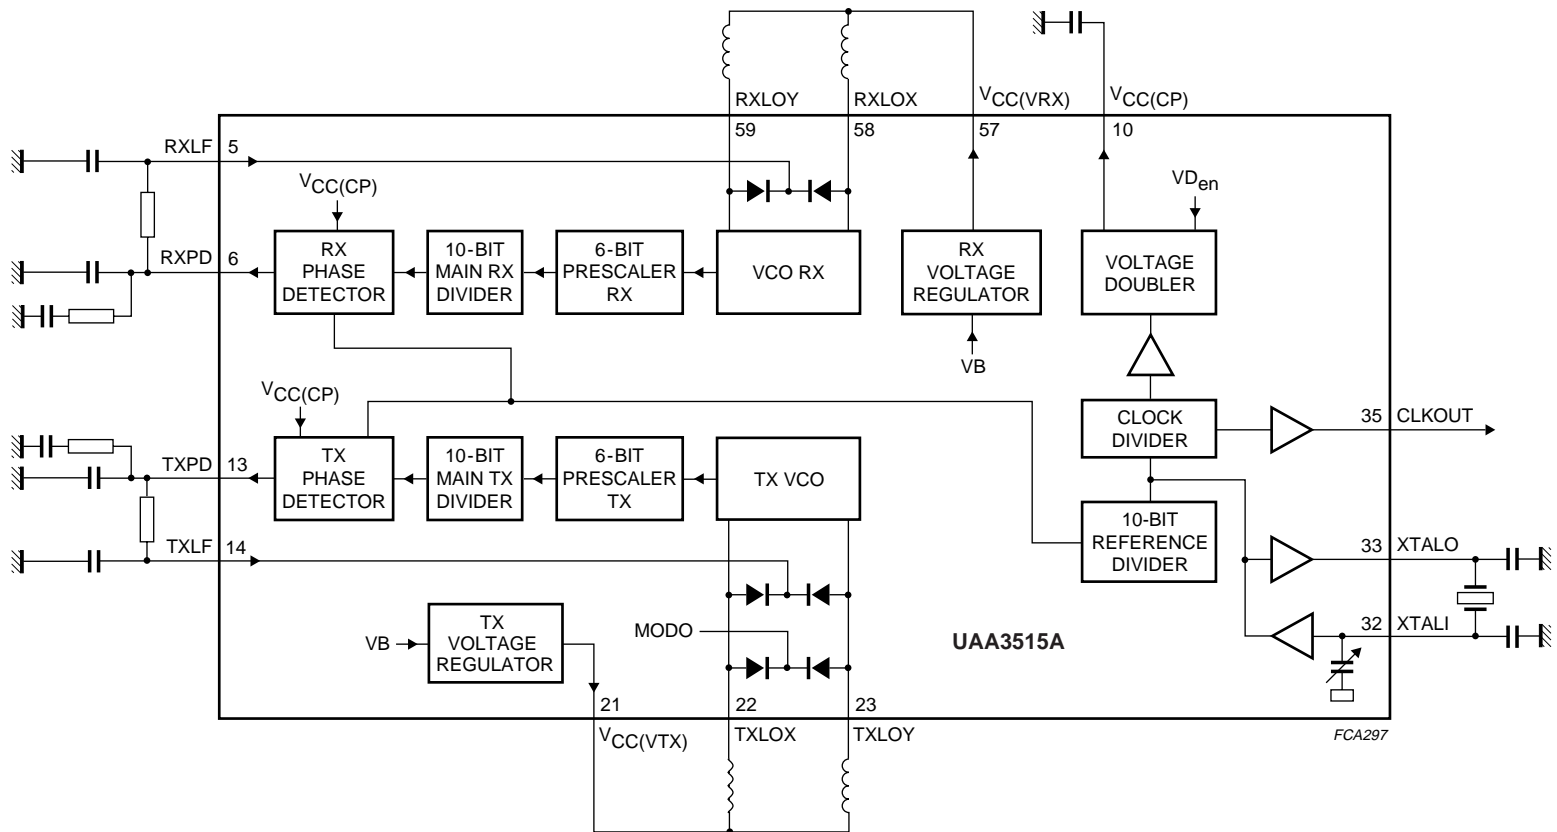 RXLOY
RXLOX
VCC(VRX)
VCC(CP)
59
58
57
10
RXLF
5
VCC(CP)
VDen
RXPD
6
RX
PHASE
DETECTOR
10-BIT
MAIN RX
DIVIDER
6-BIT
PRESCALER
RX
VCO RX
RX
VOLTAGE
REGULATOR
VOLTAGE
DOUBLER
VB
VCC(CP)
CLOCK
DIVIDER
35
CLKOUT
TXPD
13
TX
PHASE
DETECTOR
10-BIT
MAIN TX
DIVIDER
6-BIT
PRESCALER
TX
TX VCO
10-BIT
REFERENCE
DIVIDER
TXLF
14
33
XTALO
VB
TX
VOLTAGE
REGULATOR
MODO
UAA3515A
32
XTALI
21
22
23
VCC(VTX)
TXLOX
TXLOY
FCA297